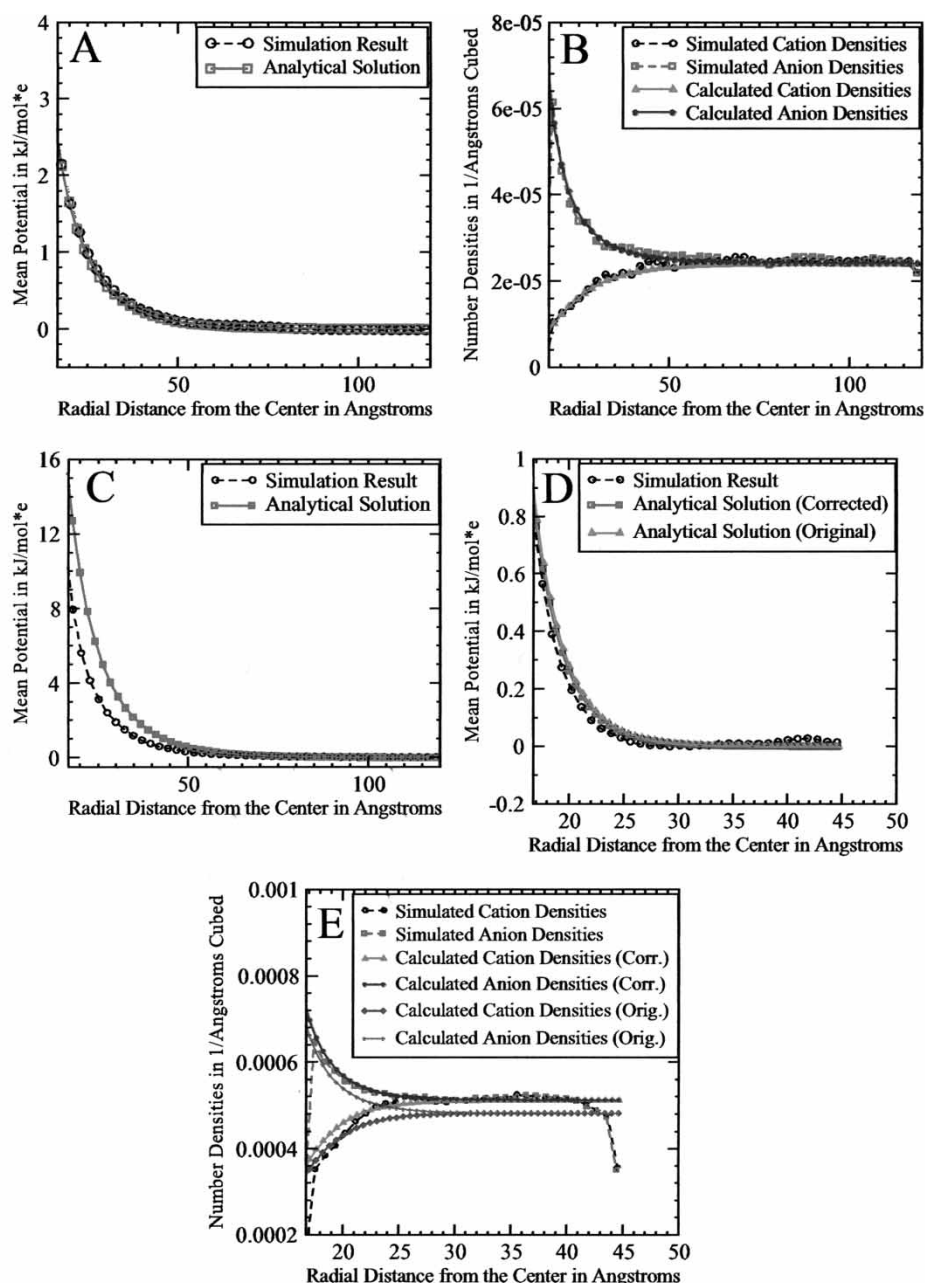 A
Simulation Result
Analytical Solution
4
3
2
1
0
Mean Potential in kJ/mol*e
50
100
Radial Distance from the Center in Angstroms
B
Simulated Cation Densities
Simulated Anion Densities
Calculated Cation Densities
Calculated Anion Densities
8e-05
6e-05
4e-05
2e-05
0
Number Densities in 1/Angstroms Cubed
50
100
Radial Distance from the Center in Angstroms
C
Simulation Result
Analytical Solution
16
12
8
4
0
Mean Potential in kJ/mol*e
50
100
Radial Distance from the Center in Angstroms
D
Simulation Result
Analytical Solution (Corrected)
Analytical Solution (Original)
1
0.8
0.6
0.4
0.2
0
-0.2
Mean Potential in kJ/mol*e
20 25 30 35 40 45 50
Radial Distance from the Center in Angstroms
E
Simulated Cation Densities
Simulated Anion Densities
Calculated Cation Densities (Corr.)
Calculated Anion Densities (Corr.)
Calculated Cation Densities (Orig.)
Calculated Anion Densities (Orig.)
0.001
0.0008
0.0006
0.0004
0.0002
Number Densities in 1/Angstroms Cubed
20 25 30 35 40 45 50
Radial Distance from the Center in Angstroms